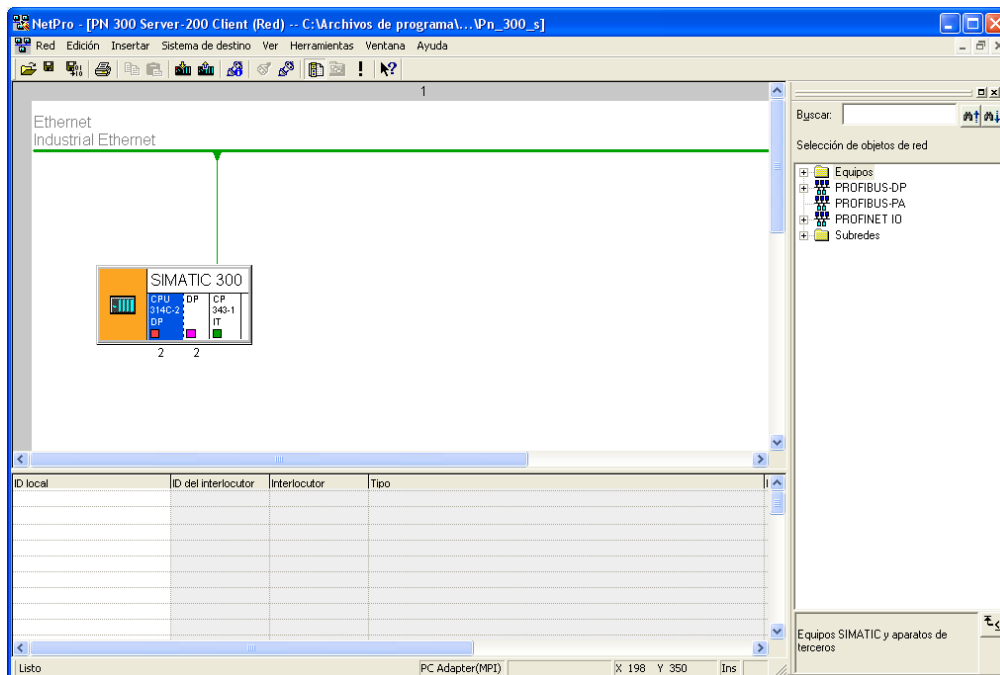 NetPro - [PN 300 Server-200 Client (Red) -- C:\Archivos de programa\...\Pn_300_s]
Red Edición Insertar Sistema de destino Ver Herramientas Ventana Ayuda
1
Ethernet
Industrial Ethernet
SIMATIC 300
CPU 314C-2 DP
DP
CP 343-1 IT
2 2
Buscar:
Selección de objetos de red
Equipos
PROFIBUS-DP
PROFIBUS-PA
PROFINET IO
Subredes
ID local ID del interlocutor Interlocutor Tipo
Equipos SIMATIC y aparatos de
terceros
Listo PC Adapter(MPI) X 198 Y 350 Ins